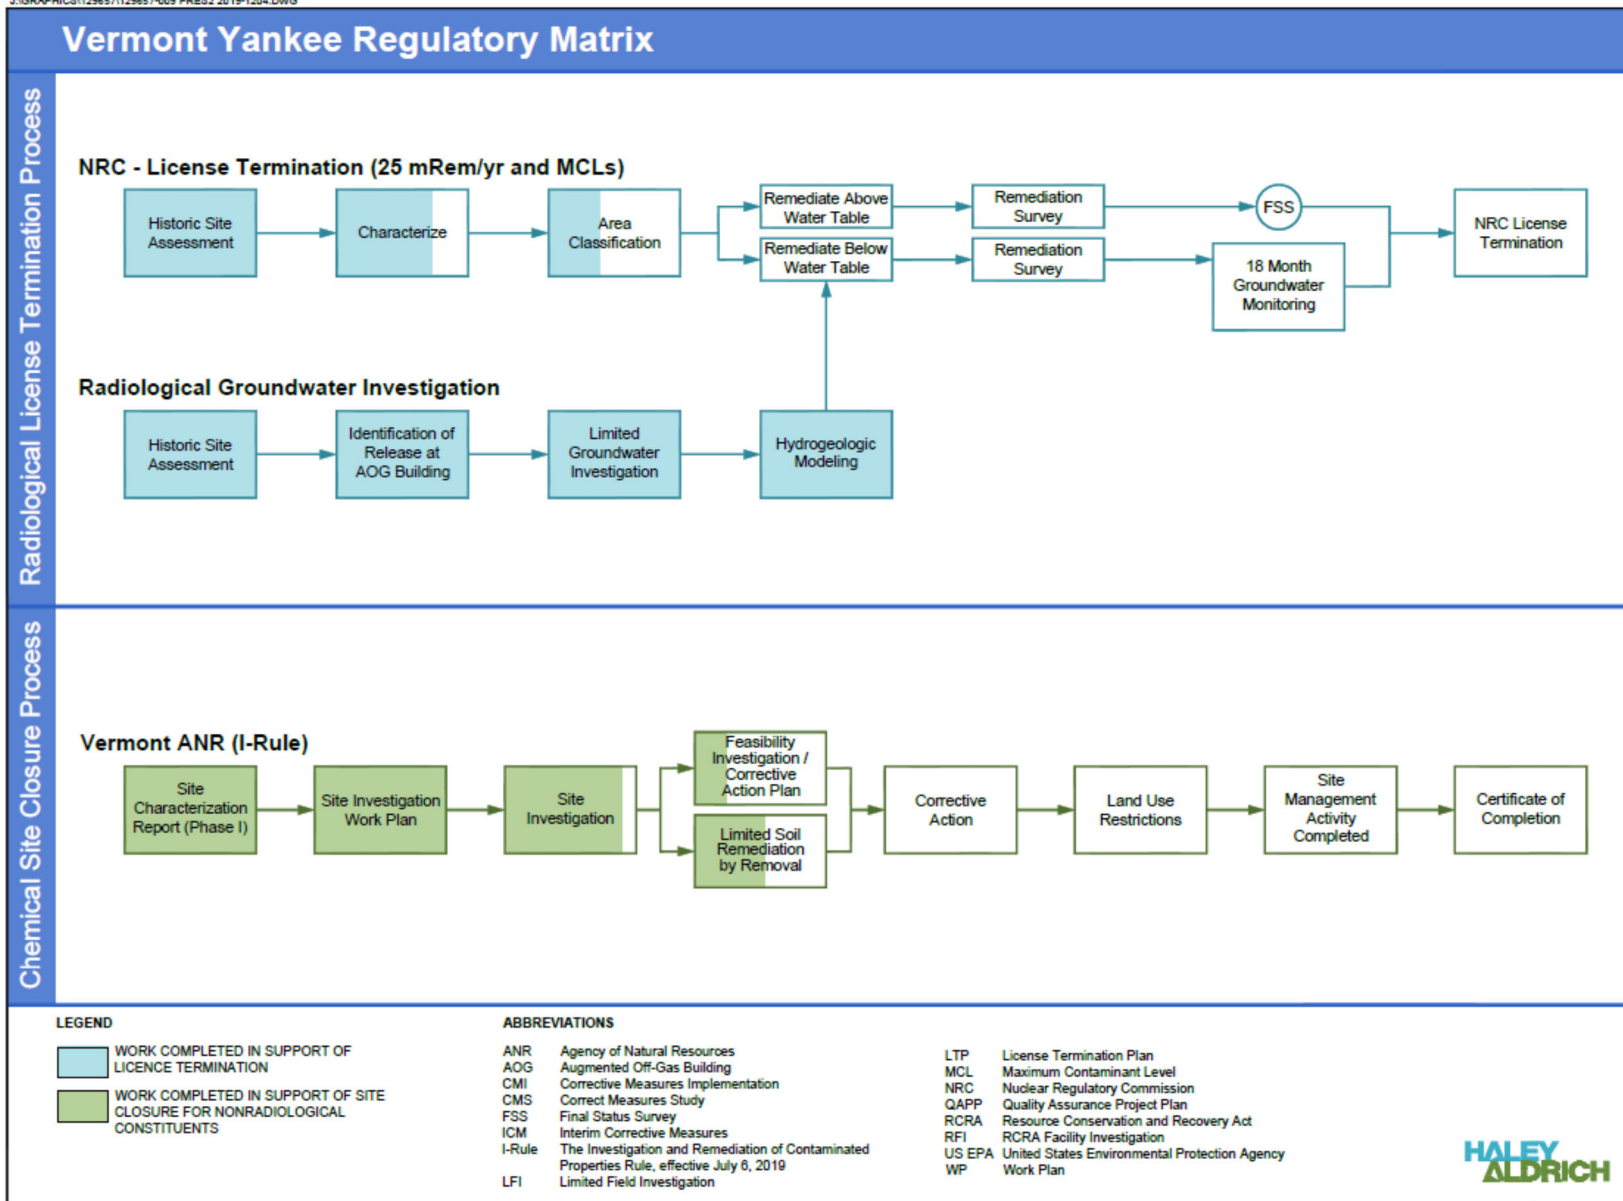 J:\GRAPHICS\129657\129657-009 PRES2 2019-1204.DWG
Vermont Yankee Regulatory Matrix
Radiological License Termination Process
NRC - License Termination (25 mRem/yr and MCLs)
Historic Site
Assessment
Characterize
Area
Classification
Remediate Above
Water Table
Remediation
Survey
FSS
NRC License
Termination
Remediate Below
Water Table
Remediation
Survey
18 Month
Groundwater
Monitoring
Radiological Groundwater Investigation
Historic Site
Assessment
Identification of
Release at
AOG Building
Limited
Groundwater
Investigation
Hydrogeologic
Modeling
Chemical Site Closure Process
Vermont ANR (I-Rule)
Site
Characterization
Report (Phase I)
Site Investigation
Work Plan
Site
Investigation
Feasibility
Investigation /
Corrective
Action Plan
Limited Soil
Remediation
by Removal
Corrective
Action
Land Use
Restrictions
Site
Management
Activity
Completed
Certificate of
Completion
LEGEND
WORK COMPLETED IN SUPPORT OF
LICENCE TERMINATION
WORK COMPLETED IN SUPPORT OF SITE
CLOSURE FOR NONRADIOLOGICAL
CONSTITUENTS
ABBREVIATIONS
ANR Agency of Natural Resources
AOG Augmented Off-Gas Building
CMI Corrective Measures Implementation
CMS Correct Measures Study
FSS Final Status Survey
ICM Interim Corrective Measures
I-Rule The Investigation and Remediation of Contaminated
Properties Rule, effective July 6, 2019
LFI Limited Field Investigation
LTP License Termination Plan
MCL Maximum Contaminant Level
NRC Nuclear Regulatory Commission
QAPP Quality Assurance Project Plan
RCRA Resource Conservation and Recovery Act
RFI RCRA Facility Investigation
US EPA United States Environmental Protection Agency
WP Work Plan
HALEY
ALDRICH